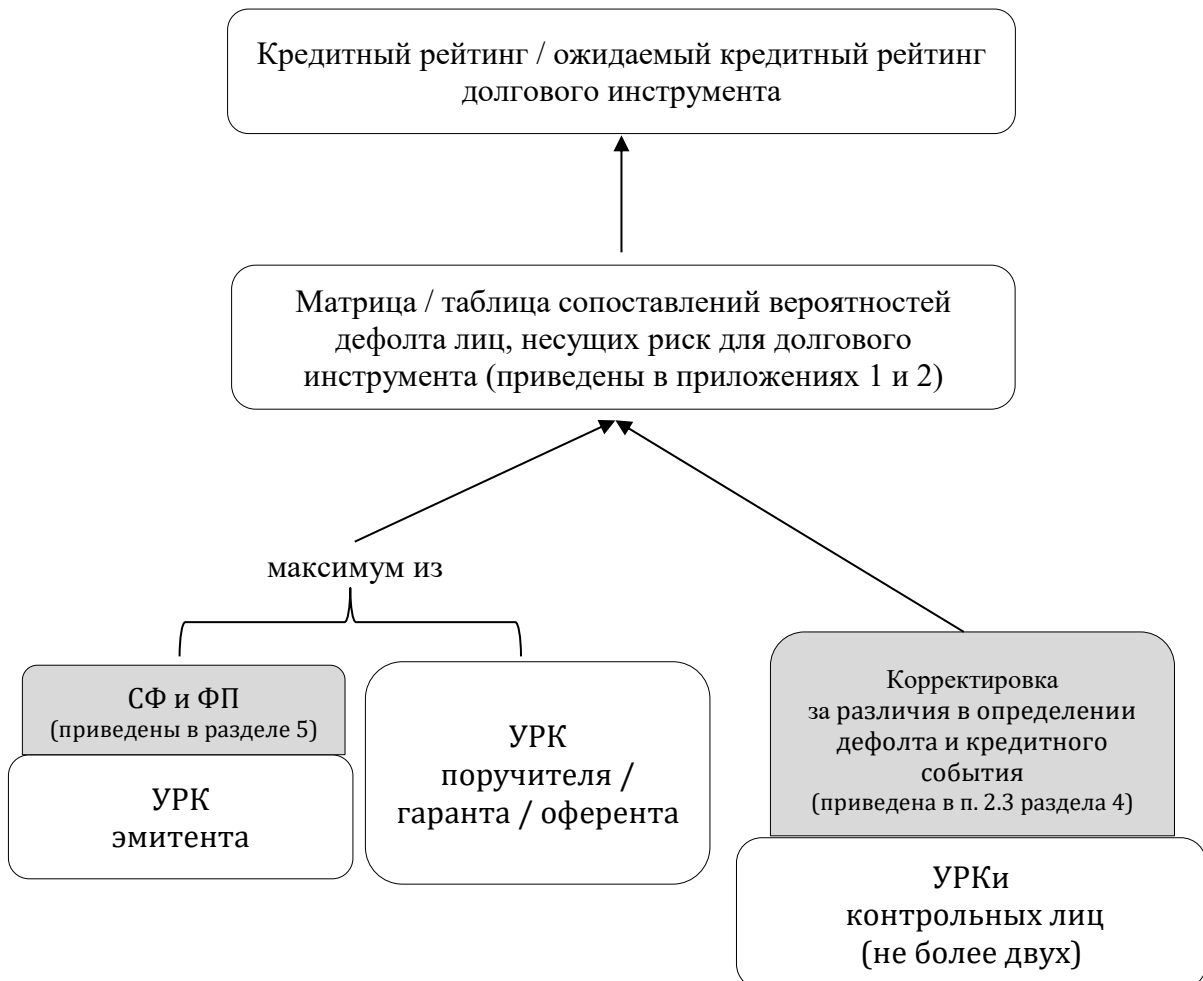 Кредитный рейтинг / ожидаемый кредитный рейтинг
долгового инструмента
Матрица / таблица сопоставлений вероятностей
дефолта лиц, несущих риск для долгового
инструмента (приведены в приложениях 1 и 2)
максимум из
СФ и ФП
(приведены в разделе 5)
УРК
эмитента
УРК
поручителя /
гаранта / оферента
Корректировка
за различия в определении
дефолта и кредитного
события
(приведена в п. 2.3 раздела 4)
УРКи
контрольных лиц
(не более двух)